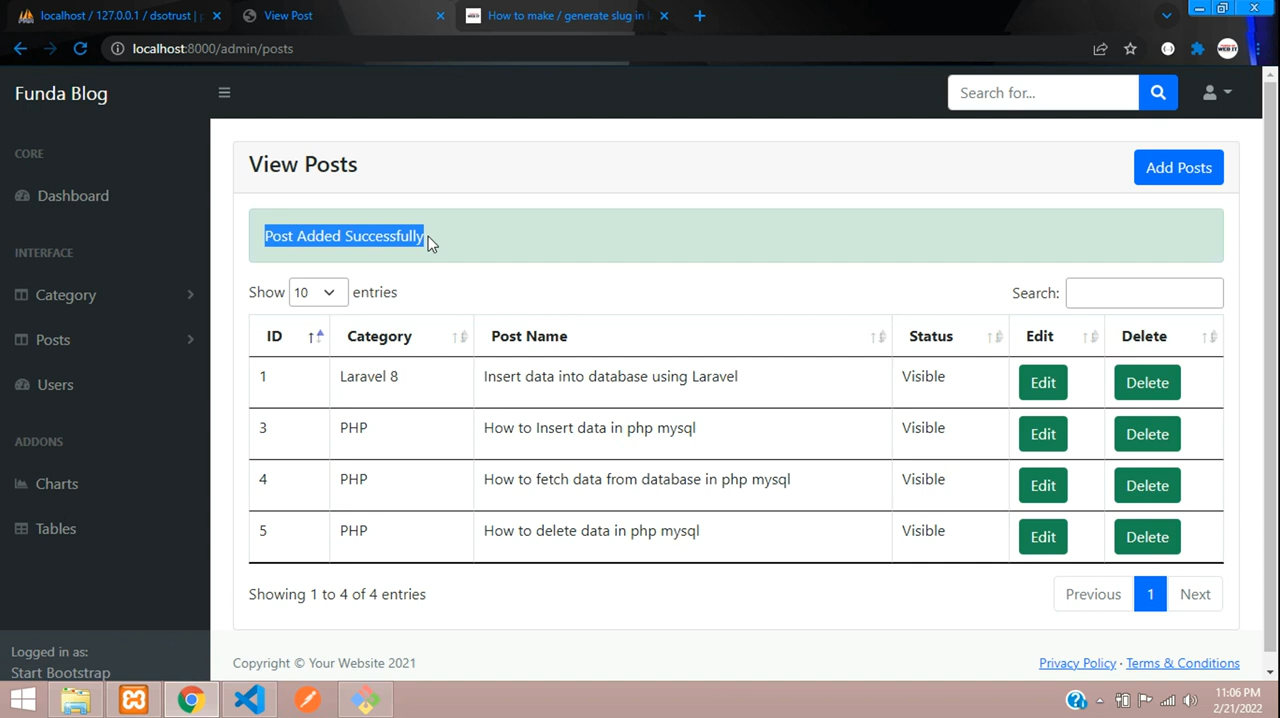 localhost / 127.0.0.1 / dsotrust | p
View Post
How to make / generate slug in l
localhost:8000/admin/posts
WEB IT
Funda Blog
Search for...
CORE
Dashboard
INTERFACE
Category
Posts
Users
ADDONS
Charts
Tables
Logged in as:
Start Bootstrap
View Posts
Add Posts
Post Added Successfully
Show 10 entries
Search:
ID Category Post Name Status Edit Delete
1 Laravel 8 Insert data into database using Laravel Visible Edit Delete
3 PHP How to Insert data in php mysql Visible Edit Delete
4 PHP How to fetch data from database in php mysql Visible Edit Delete
5 PHP How to delete data in php mysql Visible Edit Delete
Showing 1 to 4 of 4 entries
Previous 1 Next
Copyright © Your Website 2021
Privacy Policy · Terms & Conditions
11:06 PM
2/21/2022